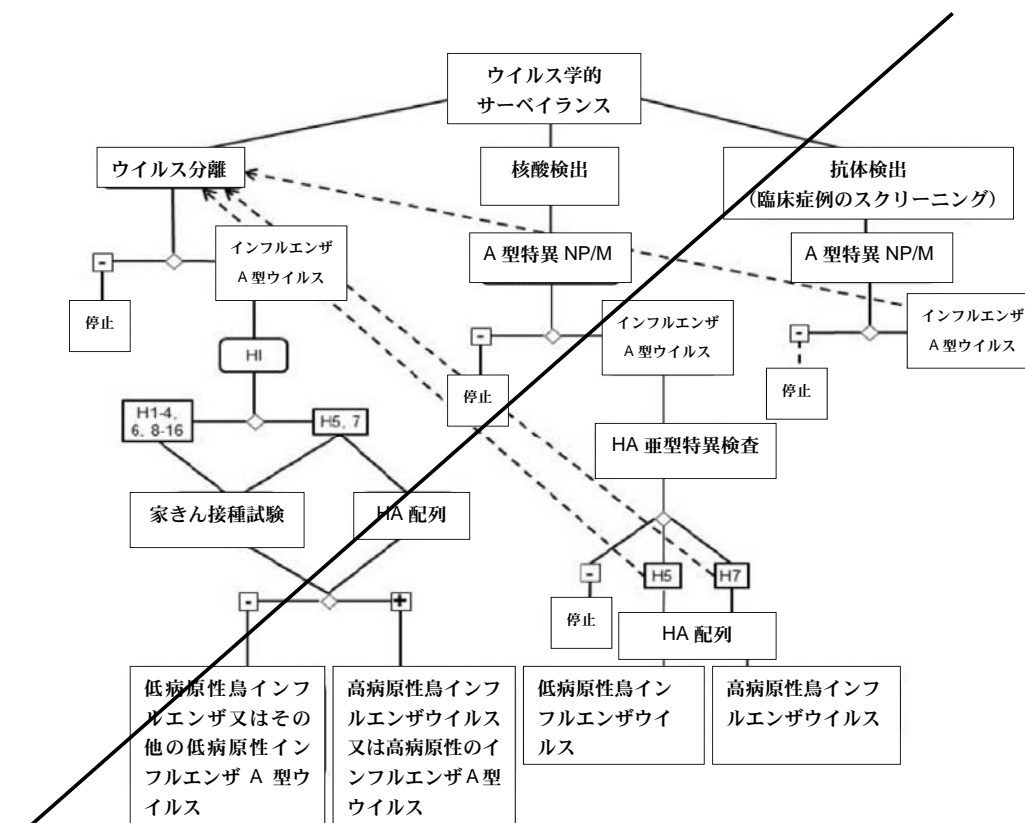 ウイルス学的
サーベイランス
ウイルス分離
核酸検出
抗体検出
（臨床症例のスクリーニング）
インフルエンザ
A 型ウイルス
A 型特異 NP/M
A 型特異 NP/M
-
停止
インフルエンザ
A 型ウイルス
インフルエンザ
A 型ウイルス
-
-
HI
停止
停止
H1-4,
6, 8-16
H5, 7
HA 亜型特異検査
家きん接種試験
HA 配列
-
H5
H7
-
+
停止
HA 配列
低病原性鳥インフ
ルエンザ又はその
他の低病原性イン
フルエンザ A 型ウ
イルス
高病原性鳥インフ
ルエンザウイルス
又は高病原性のイ
ンフルエンザ A 型
ウイルス
低病原性鳥イン
フルエンザウイ
ルス
高病原性鳥インフ
ルエンザウイルス